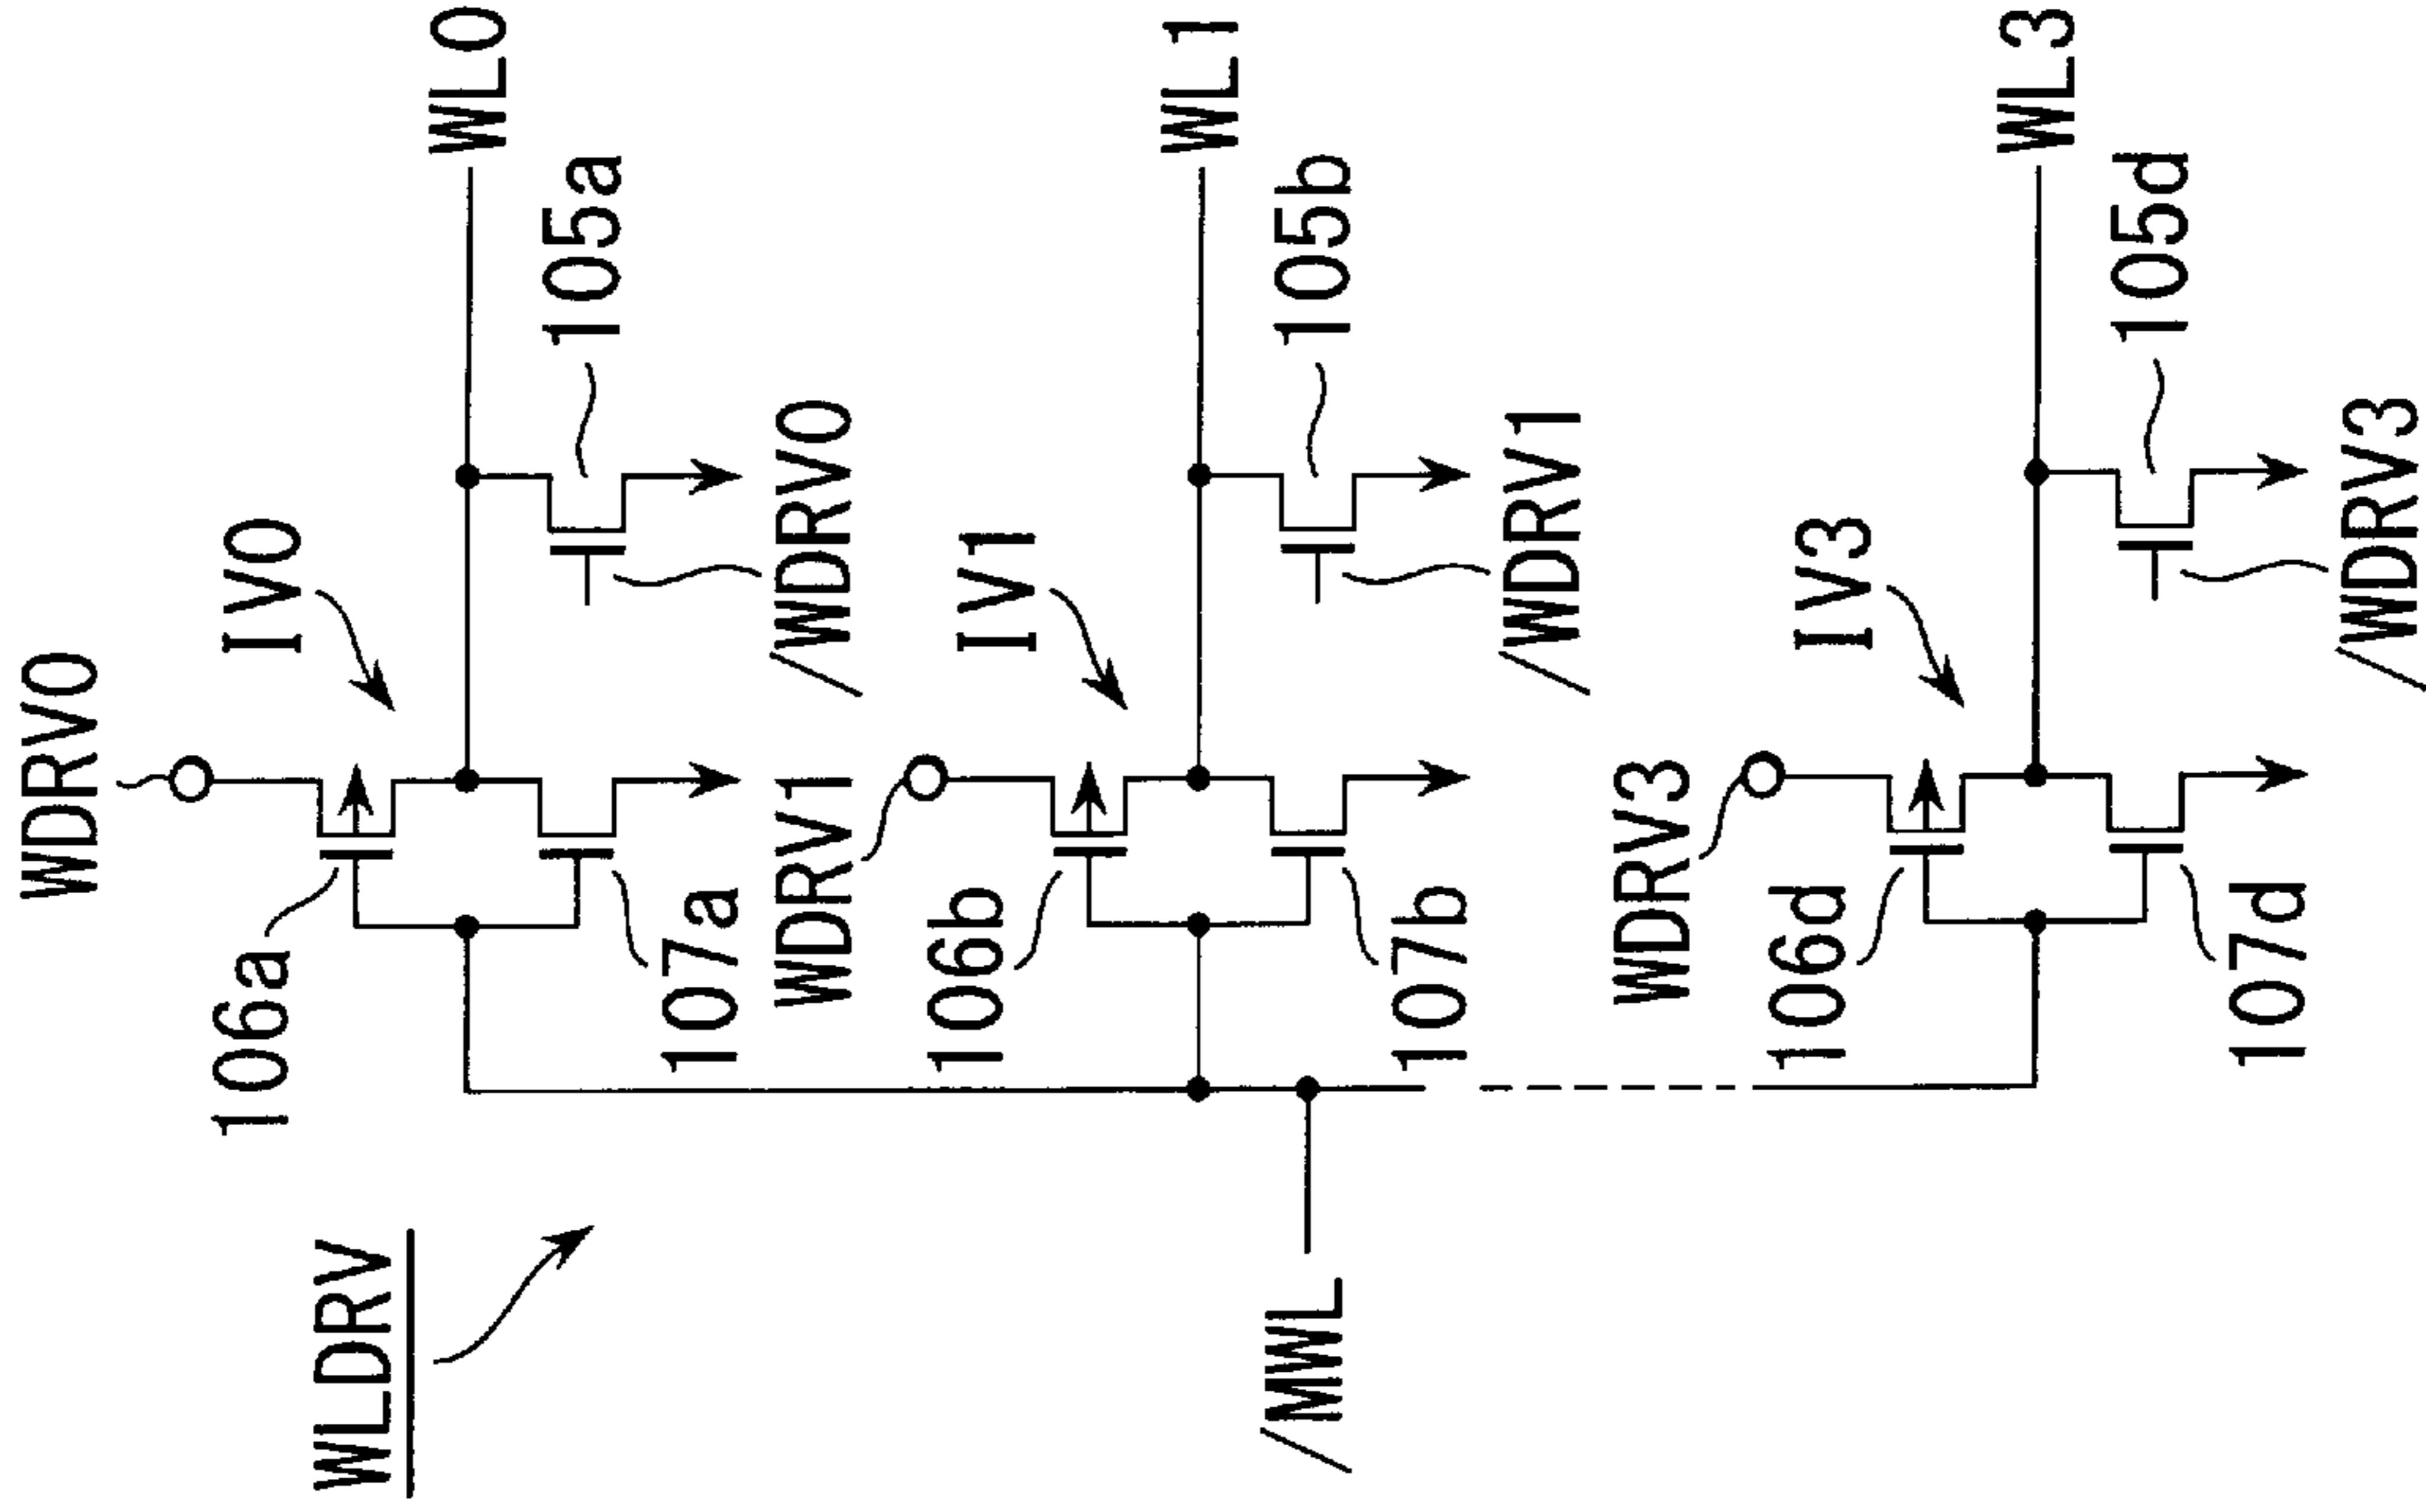 WDRV0
IV0
WL0
106a
105a
107a
/WDRV0
WLDRV
WDRV1
IV1
WL1
106b
105b
107b
/WDRV1
/MWL
WDRV3
IV3
WL3
106d
105d
107d
/WDRV3